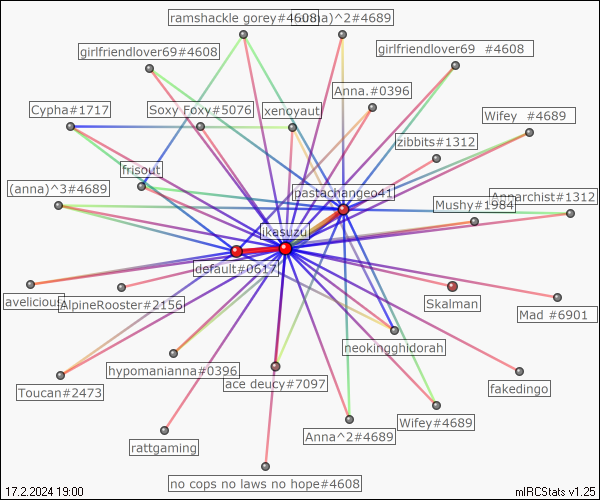 ramshackle gorey#4608
)^2#4689
girlfriendlover69#4608
girlfriendlover69 #4608
Anna.#0396
Cypha#1717
Soxy Foxy#5076
xenoyaut
Wifey #4689
zibbits#1312
frisout
(anna)^3#4689
pastachangeo41
Mushy#1984
#1312
jkasuzu
default#0617
avelicious
AlpineRooster#2156
Skalman
Mad #6901
neokingghidorah
hypomanianna#0396
ace deucy#7097
Toucan#2473
fakedingo
Wifey#4689
Anna^2#4689
rattgaming
no cops no laws no hope#4608
17.2.2024 19:00
mIRCStats v1.25